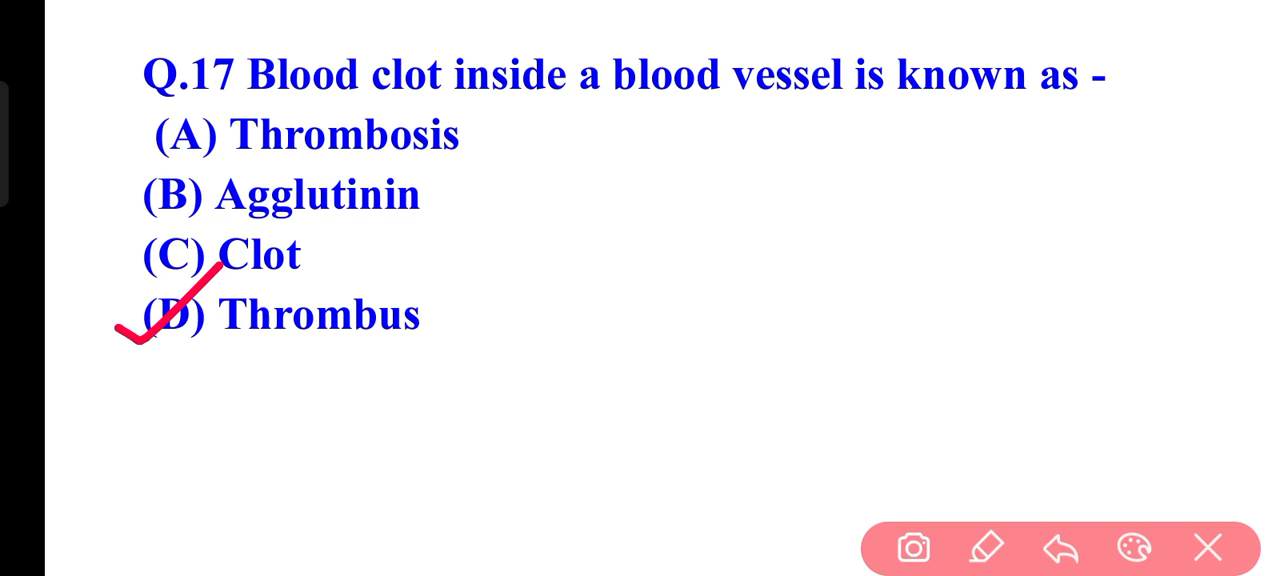 Q.17 Blood clot inside a blood vessel is known as -
(A) Thrombosis
(B) Agglutinin
(C) Clot
(D) Thrombus